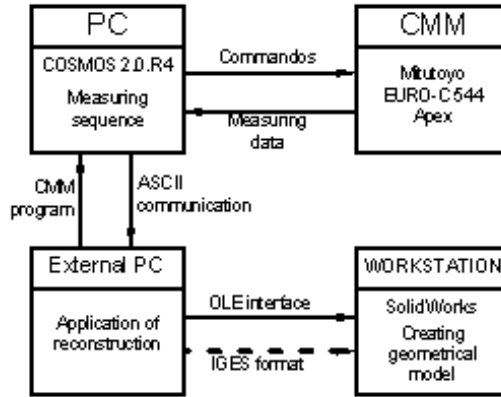 PC
COSMOS 2.0.R4
Measuring
sequence
Commandos
Measuring
data
CMM
Mitutoyo
EURO-C544
Apex
CMM
program
ASCII
communication
External PC
Application of
reconstruction
OLE interface
IGES format
WORKSTATION
SolidWorks
Creating
geometrical
model